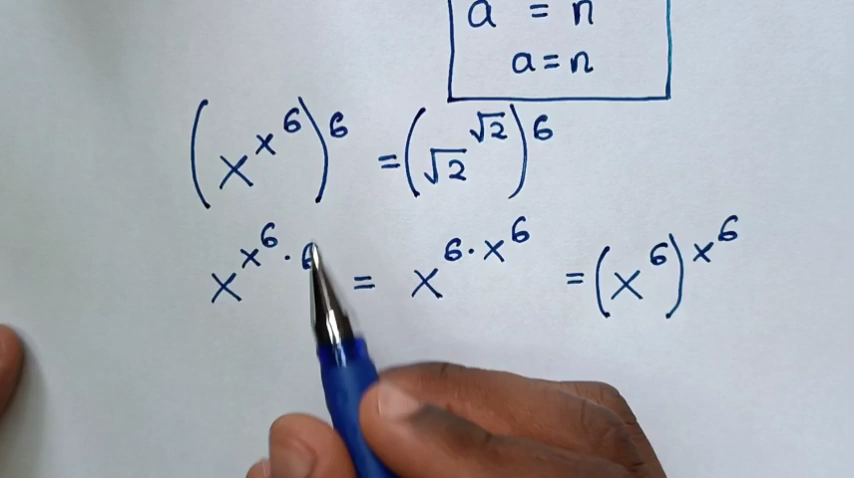 a = n
a = n
(x^{x^6})^6 = (√2^{√2})^6
x^{x^6 · 6} = x^{6 · x^6} = (x^6)^{x^6}